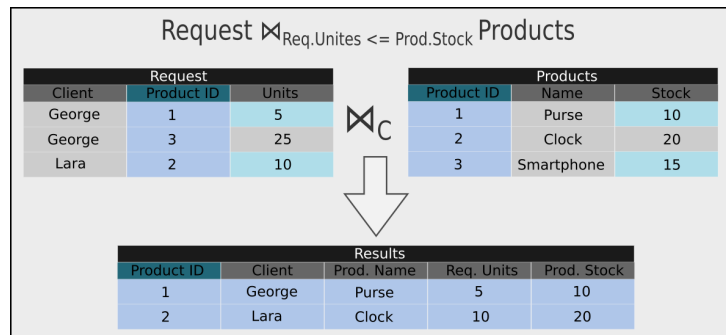 Request ⋈Req.Unites <= Prod.Stock Products
Request
Client Product ID Units
George 1 5
George 3 25
Lara 2 10
⋈C
Products
Product ID Name Stock
1 Purse 10
2 Clock 20
3 Smartphone 15
Results
Product ID Client Prod. Name Req. Units Prod. Stock
1 George Purse 5 10
2 Lara Clock 10 20